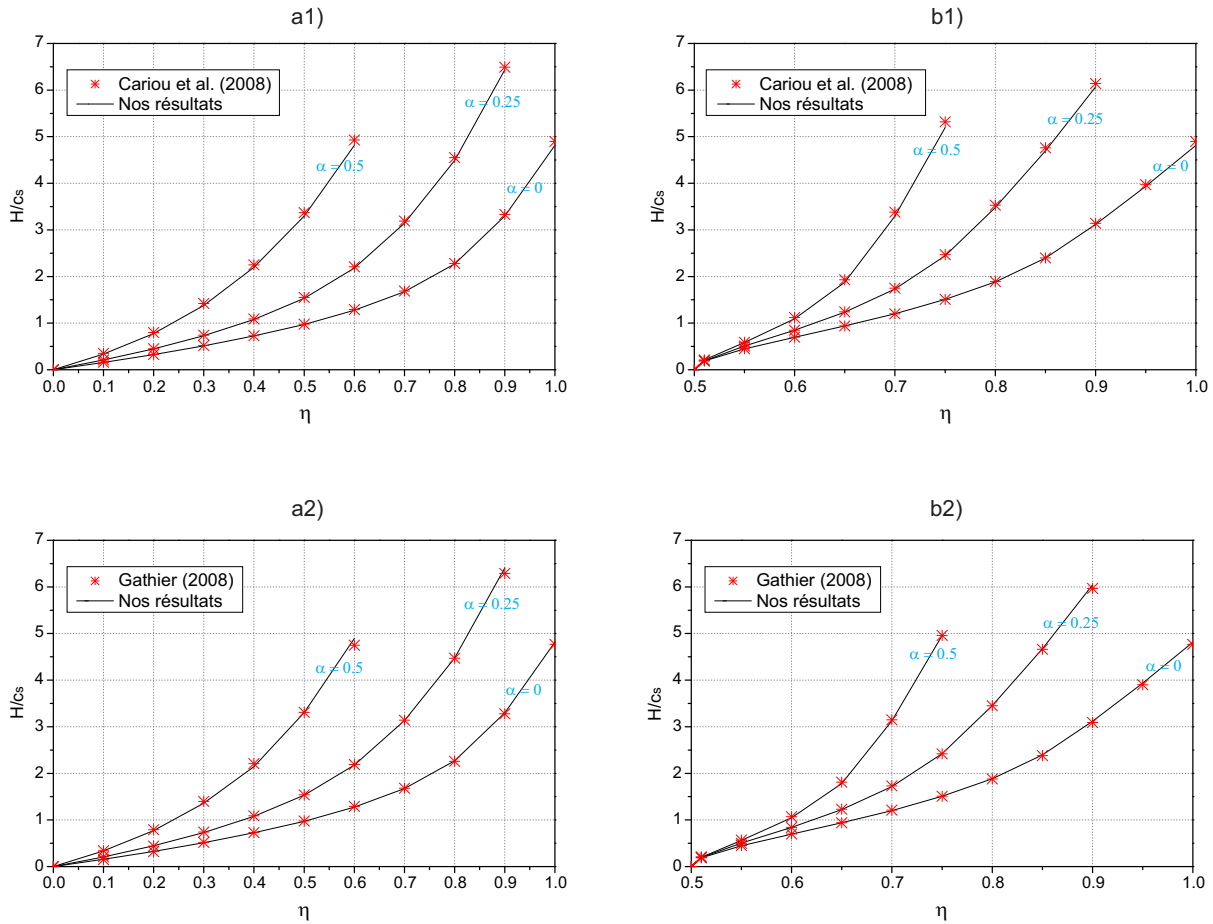 a1)
7
6
5
4
3
2
1
0
H/cs
Cariou et al. (2008)
Nos résultats
α = 0.5
α = 0.25
α = 0
0.0 0.1 0.2 0.3 0.4 0.5 0.6 0.7 0.8 0.9 1.0
η
b1)
7
6
5
4
3
2
1
0
H/cs
Cariou et al. (2008)
Nos résultats
α = 0.5
α = 0.25
α = 0
0.5 0.6 0.7 0.8 0.9 1.0
η
a2)
7
6
5
4
3
2
1
0
H/cs
Gathier (2008)
Nos résultats
α = 0.5
α = 0.25
α = 0
0.0 0.1 0.2 0.3 0.4 0.5 0.6 0.7 0.8 0.9 1.0
η
b2)
7
6
5
4
3
2
1
0
H/cs
Gathier (2008)
Nos résultats
α = 0.5
α = 0.25
α = 0
0.5 0.6 0.7 0.8 0.9 1.0
η